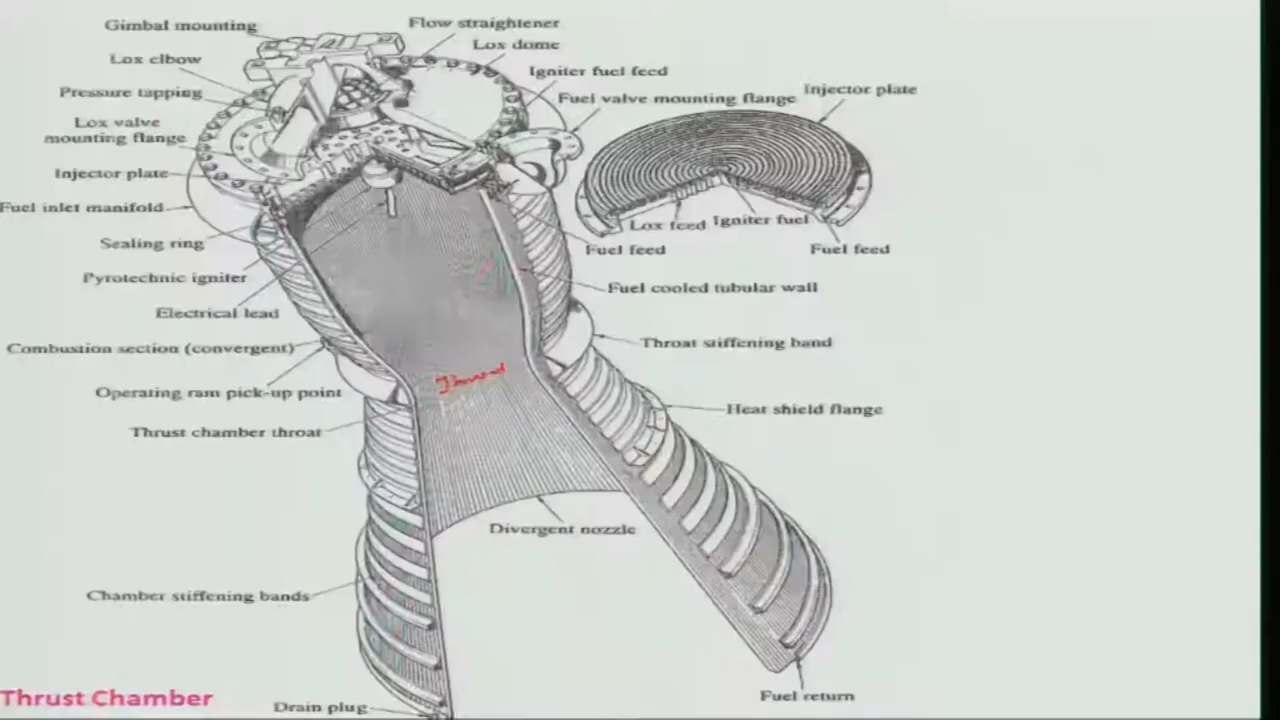 Gimbal mounting
Flow straightener
Lox elbow
Lox dome
Pressure tapping
Igniter fuel feed
Lox valve
mounting flange
Fuel valve mounting flange
Injector plate
Injector plate
Fuel inlet manifold
Sealing ring
Lox feed
Igniter fuel
Fuel feed
Fuel feed
Pyrotechnic igniter
Fuel cooled tubular wall
Electrical lead
Combustion section (convergent)
Throat stiffening band
Operating ram pick-up point
Heat shield flange
Thrust chamber throat
Divergent nozzle
Chamber stiffening bands
Fuel return
Thrust Chamber
Drain plug